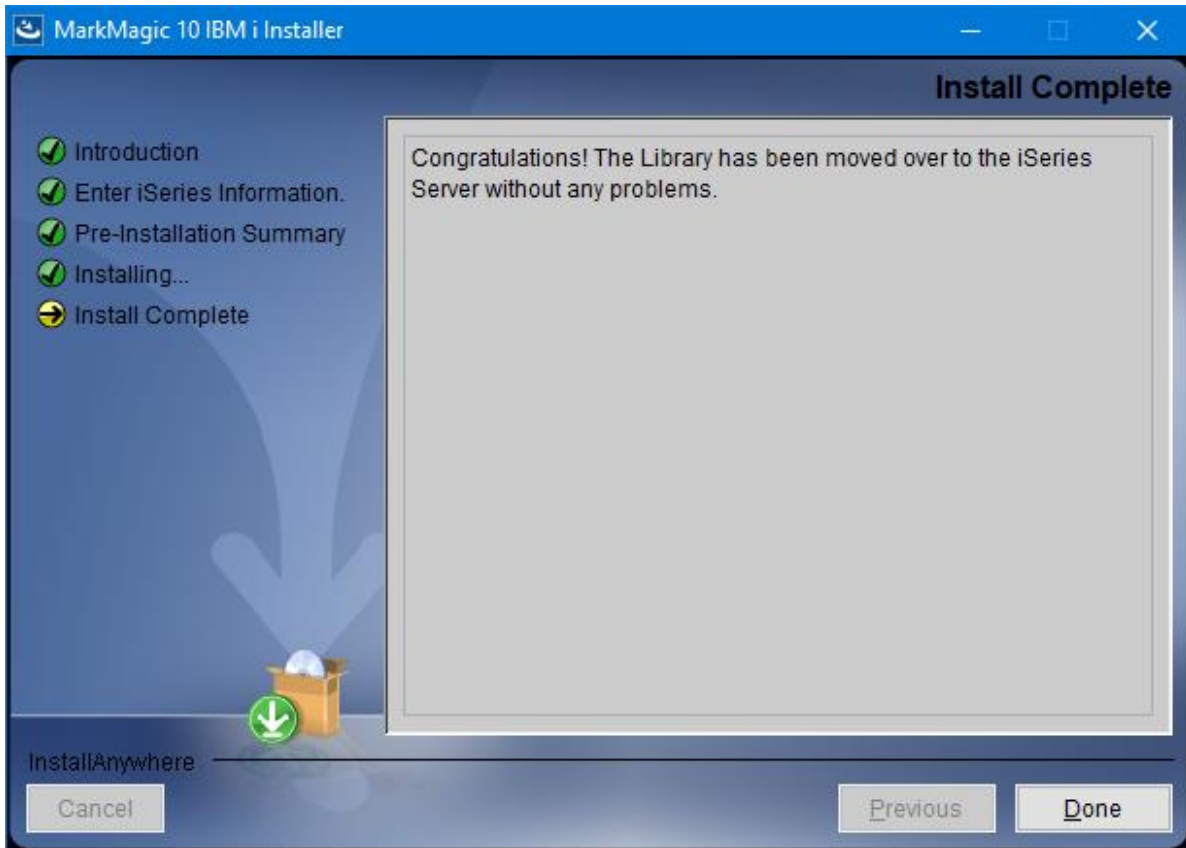 MarkMagic 10 IBM i Installer
Install Complete
Introduction
Enter iSeries Information.
Pre-Installation Summary
Installing...
Install Complete
Congratulations! The Library has been moved over to the iSeries
Server without any problems.
InstallAnywhere
Cancel
Previous
Done